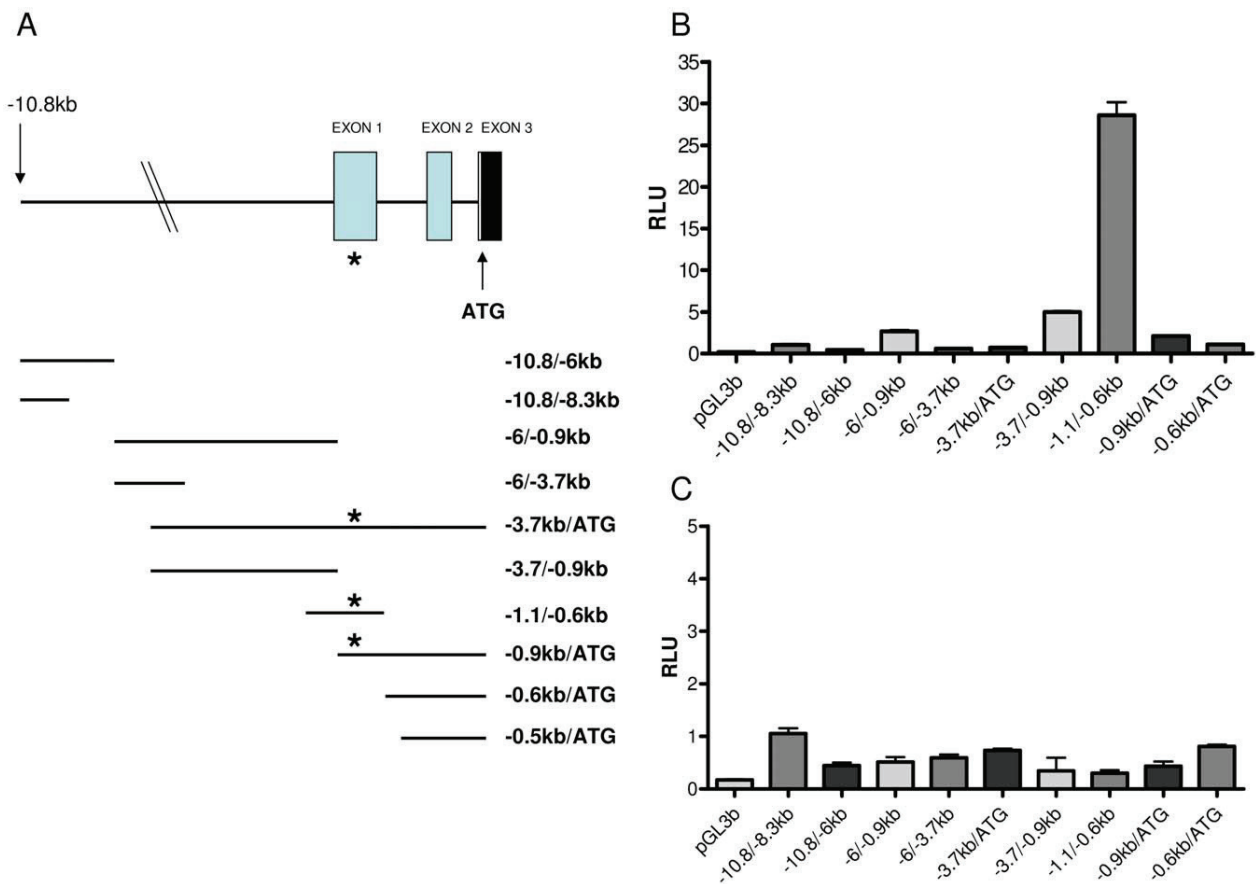 A
-10.8kb
EXON 1 EXON 2 EXON 3
*
ATG
-10.8/-6kb
-10.8/-8.3kb
-6/-0.9kb
-6/-3.7kb
* -3.7kb/ATG
-3.7/-0.9kb
* -1.1/-0.6kb
* -0.9kb/ATG
-0.6kb/ATG
-0.5kb/ATG
B
RLU
35
30
25
20
15
10
5
0
pGL3b
-10.8/-8.3kb
-10.8/-6kb
-6/-0.9kb
-6/-3.7kb
-3.7kb/ATG
-3.7/-0.9kb
-1.1/-0.6kb
-0.9kb/ATG
-0.6kb/ATG
C
RLU
5
4
3
2
1
0
pGL3b
-10.8/-8.3kb
-10.8/-6kb
-6/-0.9kb
-6/-3.7kb
-3.7kb/ATG
-3.7/-0.9kb
-1.1/-0.6kb
-0.9kb/ATG
-0.6kb/ATG